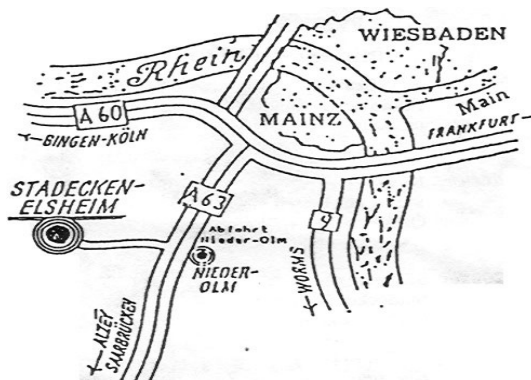 WIESBADEN
Rhein
A 60
MAINZ
Main
FRANKFURT
BINGEN-KÖLN
STADECKEN-
ELSHEIM
A 63
9
Abfahrt
Nieder-Olm
NIEDER-
OLM
WORMS
ALZEY
SAARBRÜCKEN